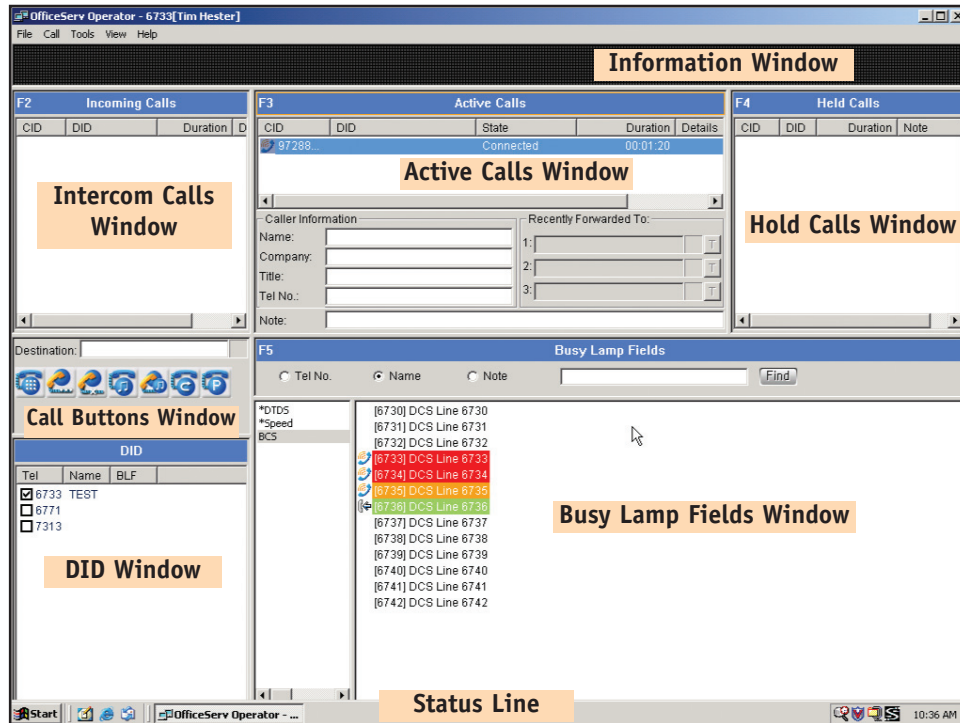 OfficeServ Operator - 6733[Tim Hester]
File Call Tools View Help
Information Window
F2 Incoming Calls
CID DID Duration D
Intercom Calls
Window
F3 Active Calls
CID DID State Duration Details
97288... Connected 00:01:20
Active Calls Window
Caller Information
Name:
Company:
Title:
Tel No.:
Note:
Recently Forwarded To:
1: T
2: T
3: T
F4 Held Calls
CID DID Duration Note
Hold Calls Window
Destination:
Call Buttons Window
DID
Tel Name BLF
6733 TEST
6771
7313
DID Window
F5 Busy Lamp Fields
Tel No. Name Note Find
*DTDS
*Speed
BCS
[6730] DCS Line 6730
[6731] DCS Line 6731
[6732] DCS Line 6732
[6733] DCS Line 6733
[6734] DCS Line 6734
[6735] DCS Line 6735
[6736] DCS Line 6736
[6737] DCS Line 6737
[6738] DCS Line 6738
[6739] DCS Line 6739
[6740] DCS Line 6740
[6741] DCS Line 6741
[6742] DCS Line 6742
Busy Lamp Fields Window
Status Line
Start OfficeServ Operator - ... 10:36 AM